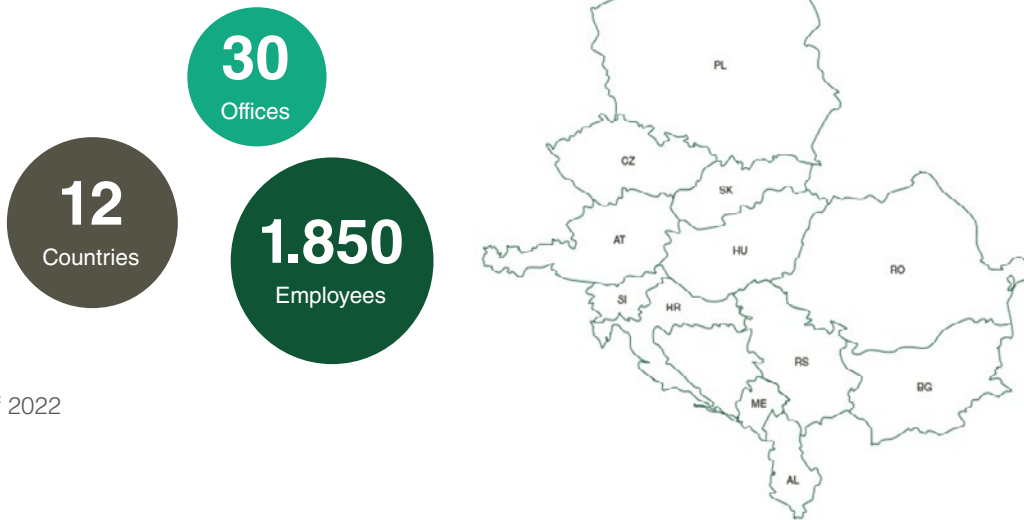 30
Offices
12
Countries
1.850
Employees
2022
PL
CZ
SK
AT
HU
RO
SI
HR
RS
BG
ME
AL